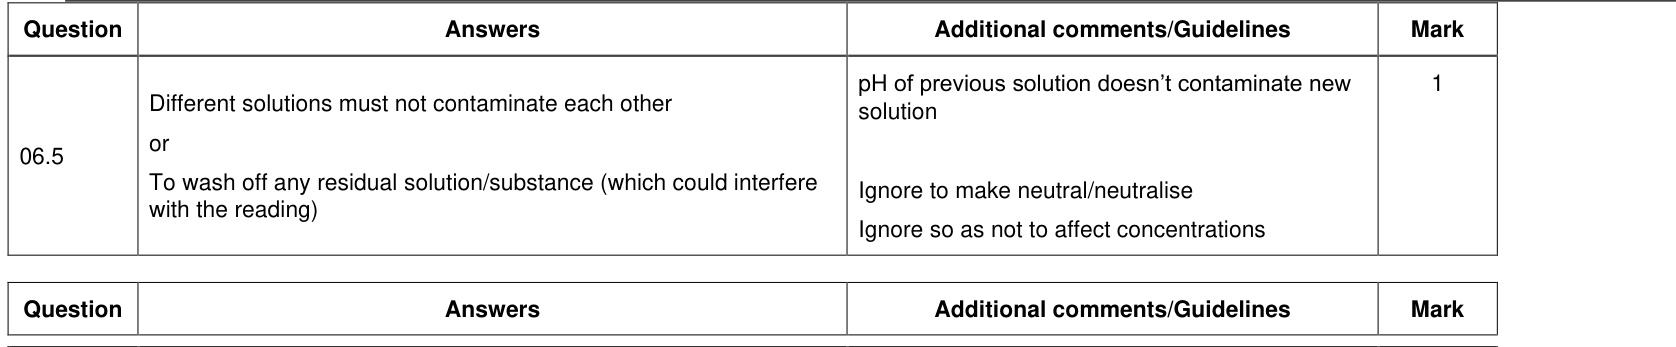 Question Answers Additional comments/Guidelines Mark
06.5
Different solutions must not contaminate each other
or
To wash off any residual solution/substance (which could interfere
with the reading)
pH of previous solution doesn’t contaminate new
solution
Ignore to make neutral/neutralise
Ignore so as not to affect concentrations
1
Question Answers Additional comments/Guidelines Mark